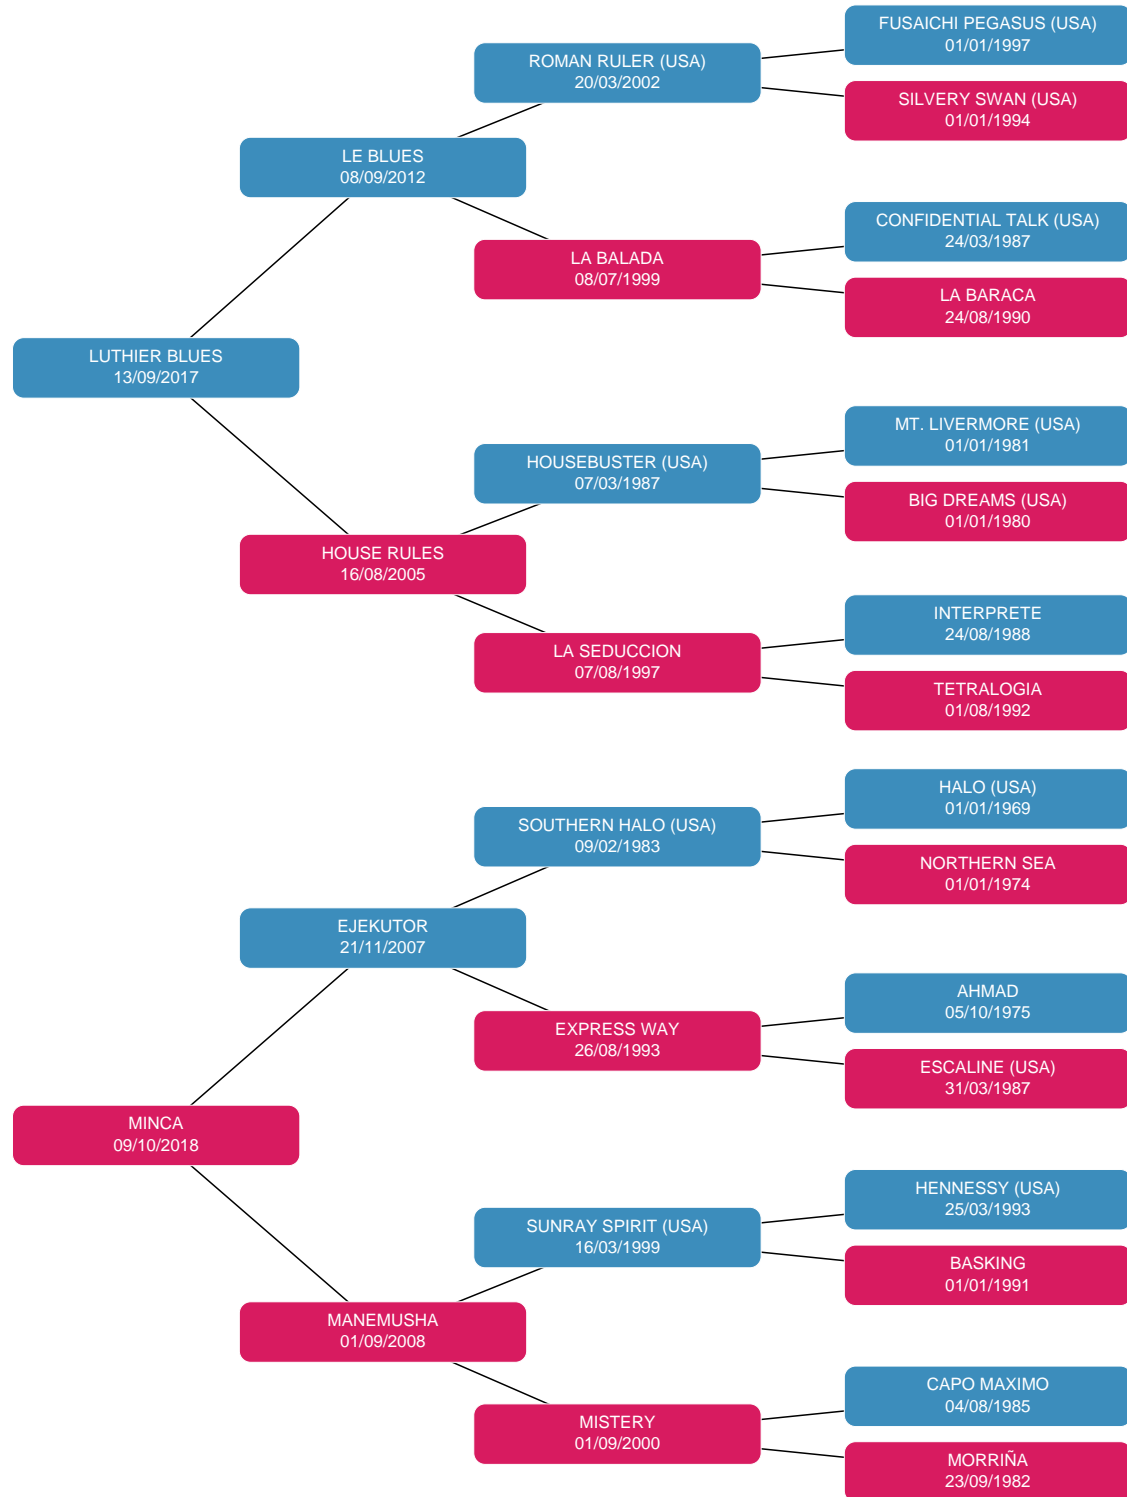 FUSAICHI PEGASUS (USA)
01/01/1997
ROMAN RULER (USA)
20/03/2002
SILVERY SWAN (USA)
01/01/1994
LE BLUES
08/09/2012
CONFIDENTIAL TALK (USA)
24/03/1987
LA BALADA
08/07/1999
LA BARACA
24/08/1990
LUTHIER BLUES
13/09/2017
MT. LIVERMORE (USA)
01/01/1981
HOUSEBUSTER (USA)
07/03/1987
BIG DREAMS (USA)
01/01/1980
HOUSE RULES
16/08/2005
INTERPRETE
24/08/1988
LA SEDUCCION
07/08/1997
TETRALOGIA
01/08/1992
HALO (USA)
01/01/1969
SOUTHERN HALO (USA)
09/02/1983
NORTHERN SEA
01/01/1974
EJEKUTOR
21/11/2007
AHMAD
05/10/1975
EXPRESS WAY
26/08/1993
ESCALINE (USA)
31/03/1987
MINCA
09/10/2018
HENNESSY (USA)
25/03/1993
SUNRAY SPIRIT (USA)
16/03/1999
BASKING
01/01/1991
MANEMUSHA
01/09/2008
CAPO MAXIMO
04/08/1985
MISTERY
01/09/2000
MORRIÑA
23/09/1982